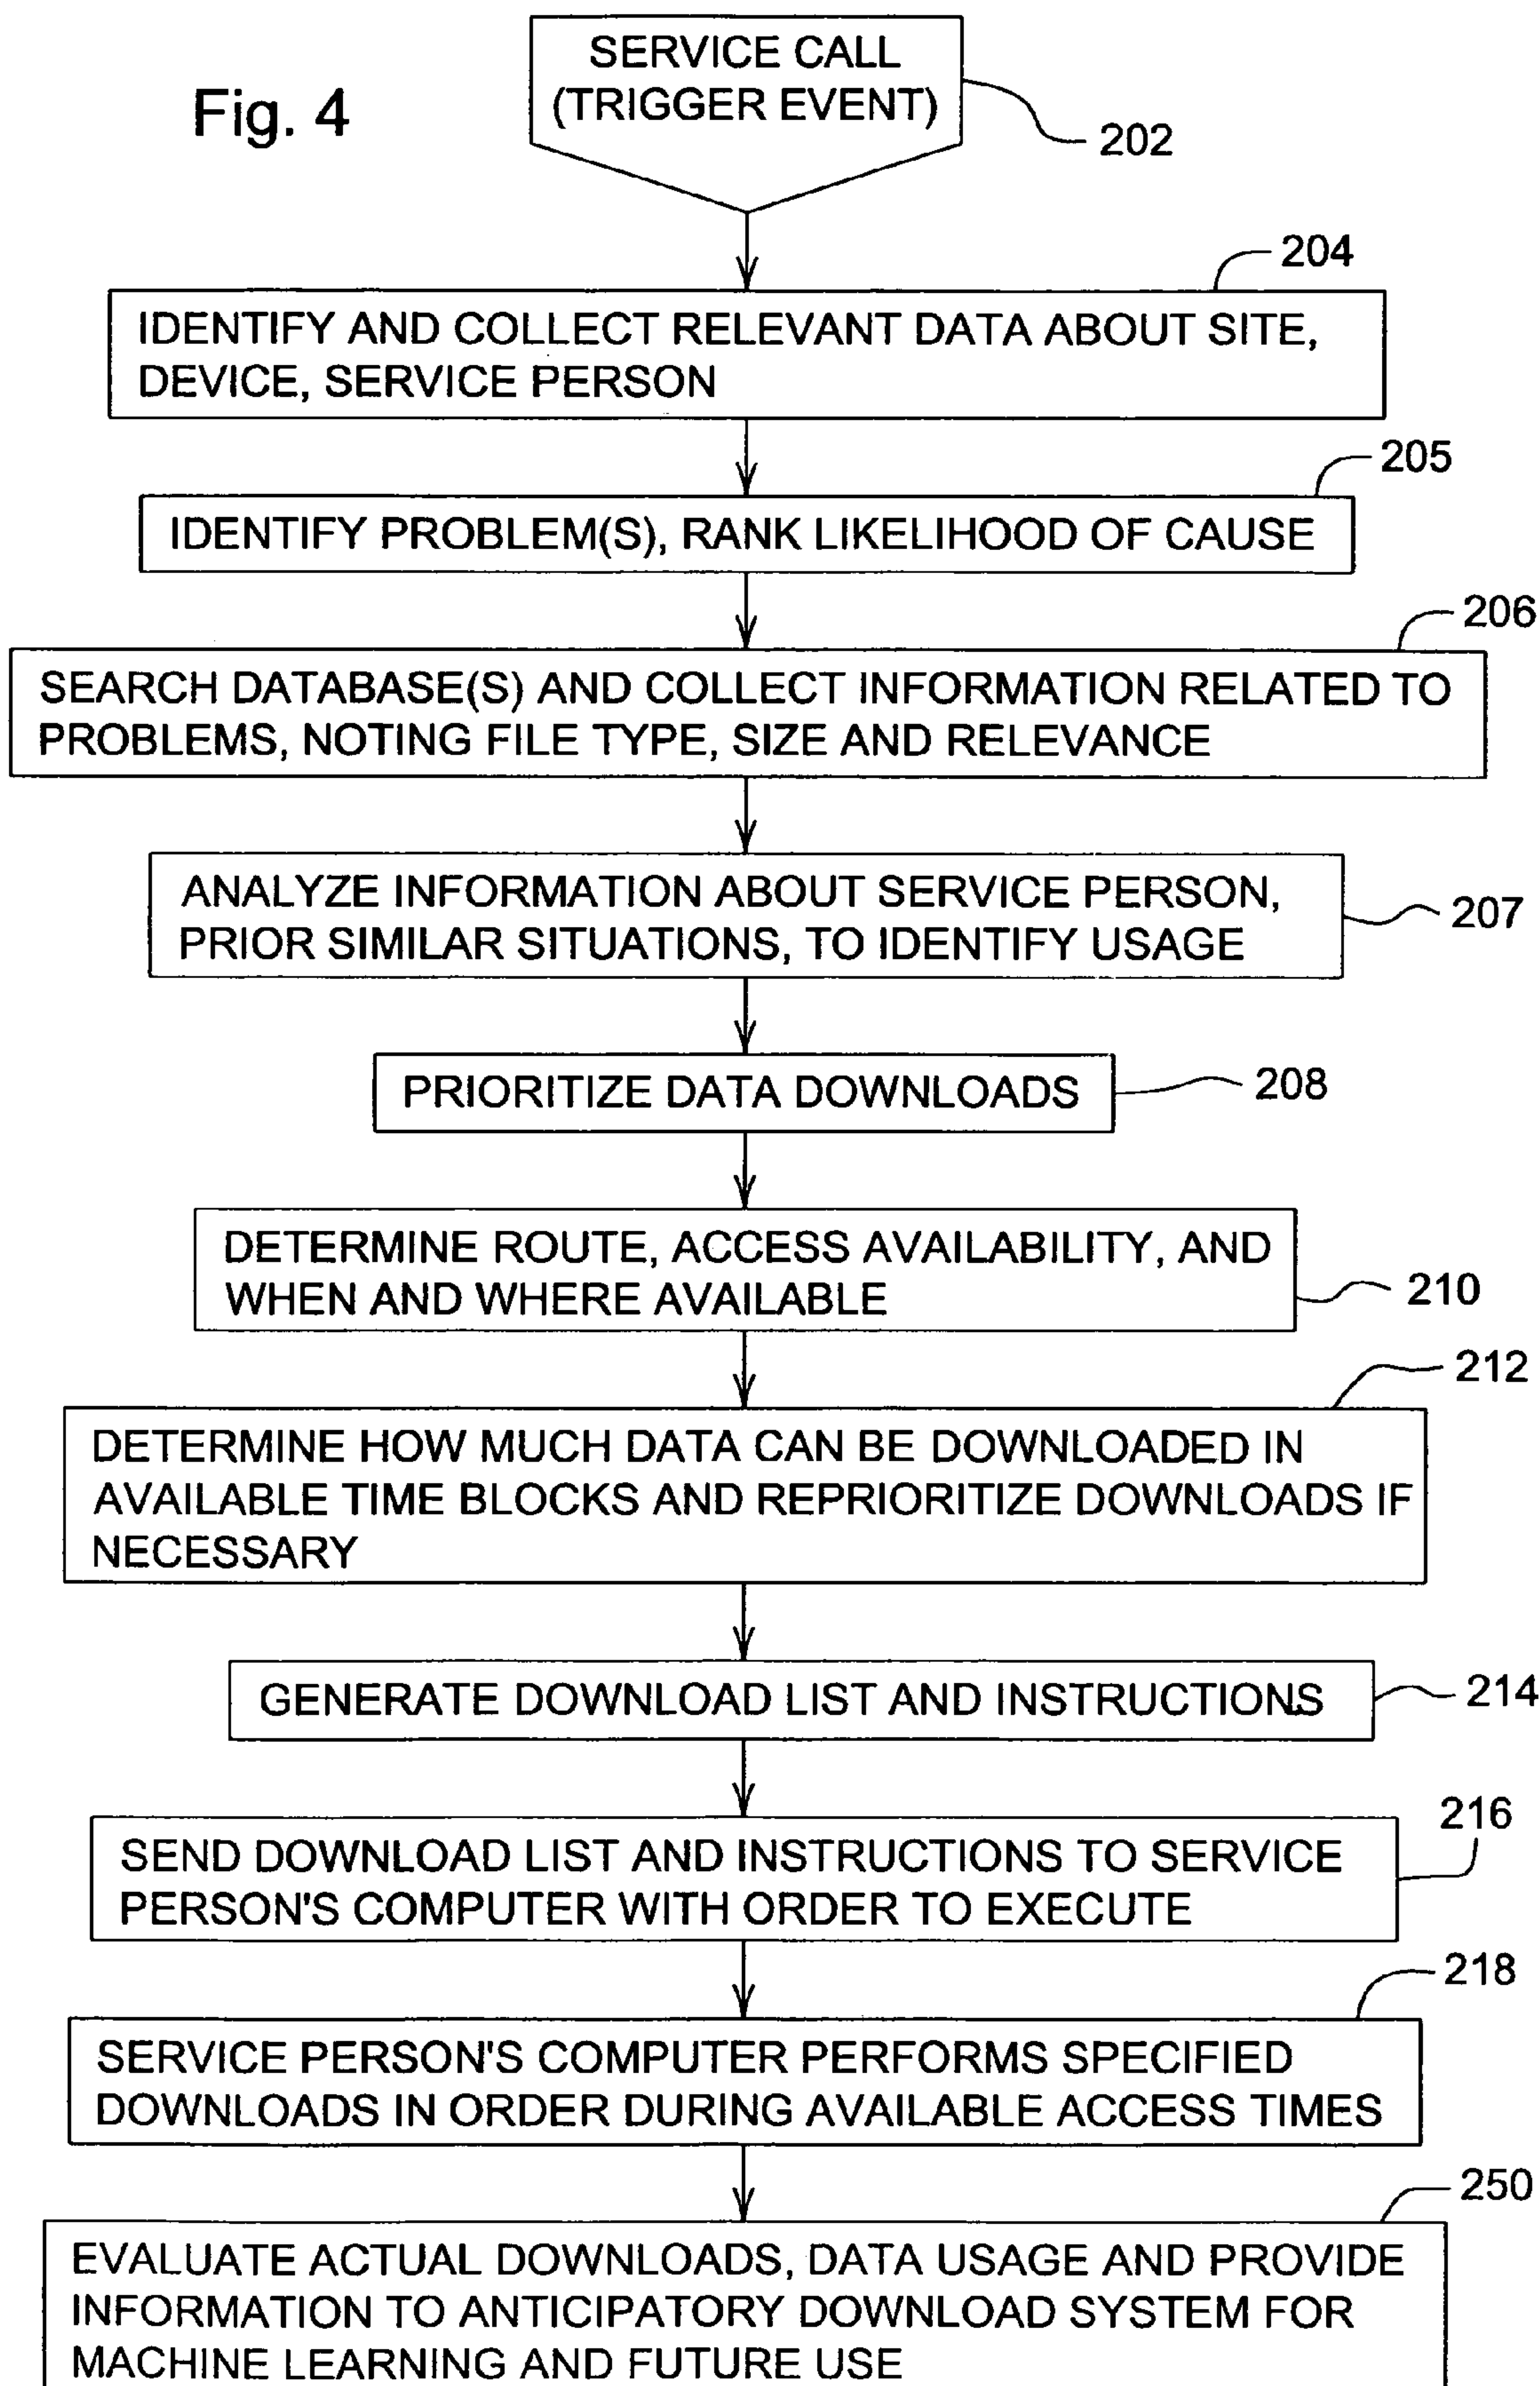 Fig. 4
SERVICE CALL
(TRIGGER EVENT)
202
204
IDENTIFY AND COLLECT RELEVANT DATA ABOUT SITE,
DEVICE, SERVICE PERSON
205
IDENTIFY PROBLEM(S), RANK LIKELIHOOD OF CAUSE
206
SEARCH DATABASE(S) AND COLLECT INFORMATION RELATED TO
PROBLEMS, NOTING FILE TYPE, SIZE AND RELEVANCE
ANALYZE INFORMATION ABOUT SERVICE PERSON,
PRIOR SIMILAR SITUATIONS, TO IDENTIFY USAGE
207
PRIORITIZE DATA DOWNLOADS
208
DETERMINE ROUTE, ACCESS AVAILABILITY, AND
WHEN AND WHERE AVAILABLE
210
212
DETERMINE HOW MUCH DATA CAN BE DOWNLOADED IN
AVAILABLE TIME BLOCKS AND REPRIORITIZE DOWNLOADS IF
NECESSARY
GENERATE DOWNLOAD LIST AND INSTRUCTIONS
214
216
SEND DOWNLOAD LIST AND INSTRUCTIONS TO SERVICE
PERSON'S COMPUTER WITH ORDER TO EXECUTE
218
SERVICE PERSON'S COMPUTER PERFORMS SPECIFIED
DOWNLOADS IN ORDER DURING AVAILABLE ACCESS TIMES
250
EVALUATE ACTUAL DOWNLOADS, DATA USAGE AND PROVIDE
INFORMATION TO ANTICIPATORY DOWNLOAD SYSTEM FOR
MACHINE LEARNING AND FUTURE USE